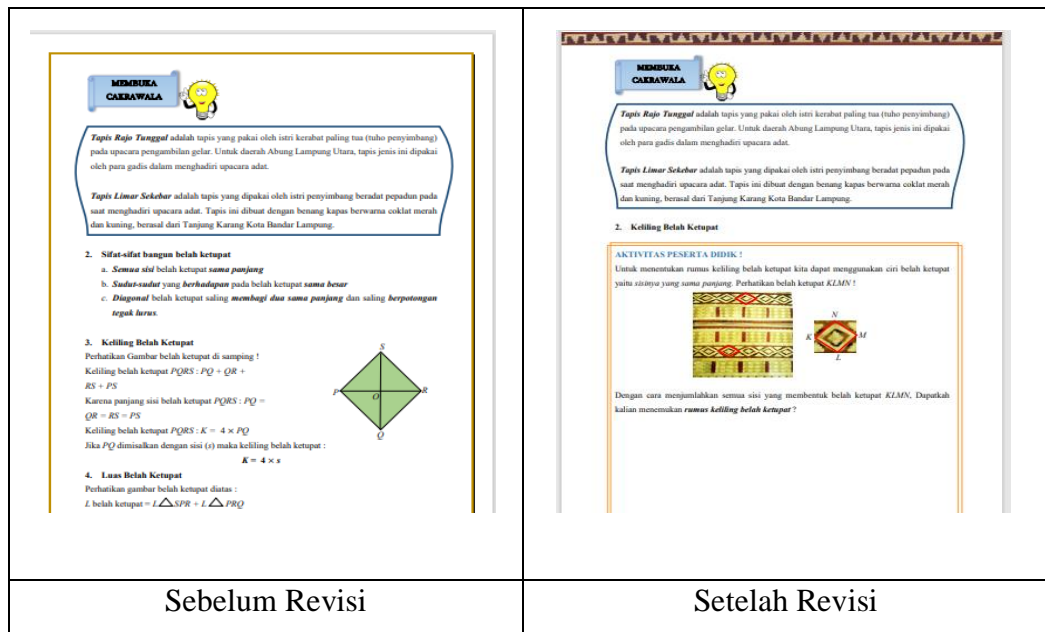 MEMBUKA
CAKRAWALA
Tapis Rajo Tunggal adalah tapis yang pakai oleh istri kerabat paling tua (tuho penyimbang)
pada upacara pengambilan gelar. Untuk daerah Abung Lampung Utara, tapis jenis ini dipakai
oleh para gadis dalam menghadiri upacara adat.
Tapis Limar Sekebar adalah tapis yang dipakai oleh istri penyimbang beradat pepadun pada
saat menghadiri upacara adat. Tapis ini dibuat dengan benang kapas berwarna coklat merah
dan kuning, berasal dari Tanjung Karang Kota Bandar Lampung.
2. Sifat-sifat bangun belah ketupat
a. Semua sisi belah ketupat sama panjang
b. Sudut-sudut yang berhadapan pada belah ketupat sama besar
c. Diagonal belah ketupat saling membagi dua sama panjang dan saling berpotongan
tegak lurus.
3. Keliling Belah Ketupat
Perhatikan Gambar belah ketupat di samping !
Keliling belah ketupat PQRS : PQ + QR +
RS + PS
Karena panjang sisi belah ketupat PQRS : PQ =
QR = RS = PS
Keliling belah ketupat PQRS : K = 4 × PQ
Jika PQ dimisalkan dengan sisi (s) maka keliling belah ketupat :
K = 4 × s
S
P
O
R
Q
4. Luas Belah Ketupat
Perhatikan gambar belah ketupat diatas :
L belah ketupat = L△SPR + L△PRQ
Sebelum Revisi
MEMBUKA
CAKRAWALA
Tapis Rajo Tunggal adalah tapis yang pakai oleh istri kerabat paling tua (tuho penyimbang)
pada upacara pengambilan gelar. Untuk daerah Abung Lampung Utara, tapis jenis ini dipakai
oleh para gadis dalam menghadiri upacara adat.
Tapis Limar Sekebar adalah tapis yang dipakai oleh istri penyimbang beradat pepadun pada
saat menghadiri upacara adat. Tapis ini dibuat dengan benang kapas berwarna coklat merah
dan kuning, berasal dari Tanjung Karang Kota Bandar Lampung.
2. Keliling Belah Ketupat
AKTIVITAS PESERTA DIDIK !
Untuk menentukan rumus keliling belah ketupat kita dapat menggunakan ciri belah ketupat
yaitu sisinya yang sama panjang. Perhatikan belah ketupat KLMN !
N
K
M
L
Dengan cara menjumlahkan semua sisi yang membentuk belah ketupat KLMN, Dapatkah
kalian menemukan rumus keliling belah ketupat ?
Setelah Revisi